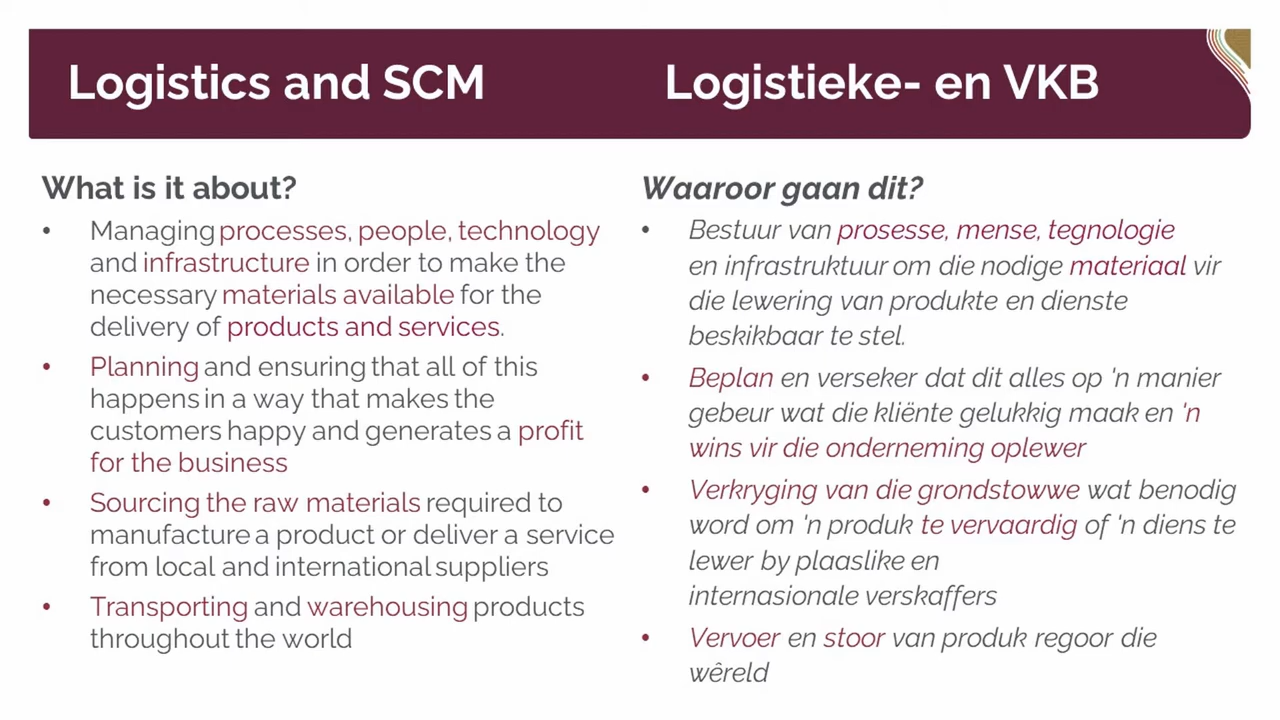 Logistics and SCM
Logistieke- en VKB
What is it about?
• Managing processes, people, technology
and infrastructure in order to make the
necessary materials available for the
delivery of products and services.
• Planning and ensuring that all of this
happens in a way that makes the
customers happy and generates a profit
for the business
• Sourcing the raw materials required to
manufacture a product or deliver a service
from local and international suppliers
• Transporting and warehousing products
throughout the world
Waaroor gaan dit?
• Bestuur van prosesse, mense, tegnologie
en infrastruktuur om die nodige materiaal vir
die lewering van produkte en dienste
beskikbaar te stel.
• Beplan en verseker dat dit alles op 'n manier
gebeur wat die kliënte gelukkig maak en 'n
wins vir die onderneming oplewer
• Verkryging van die grondstowwe wat benodig
word om 'n produk te vervaardig of 'n diens te
lewer by plaaslike en
internasionale verskaffers
• Vervoer en stoor van produk regoor die
wêreld